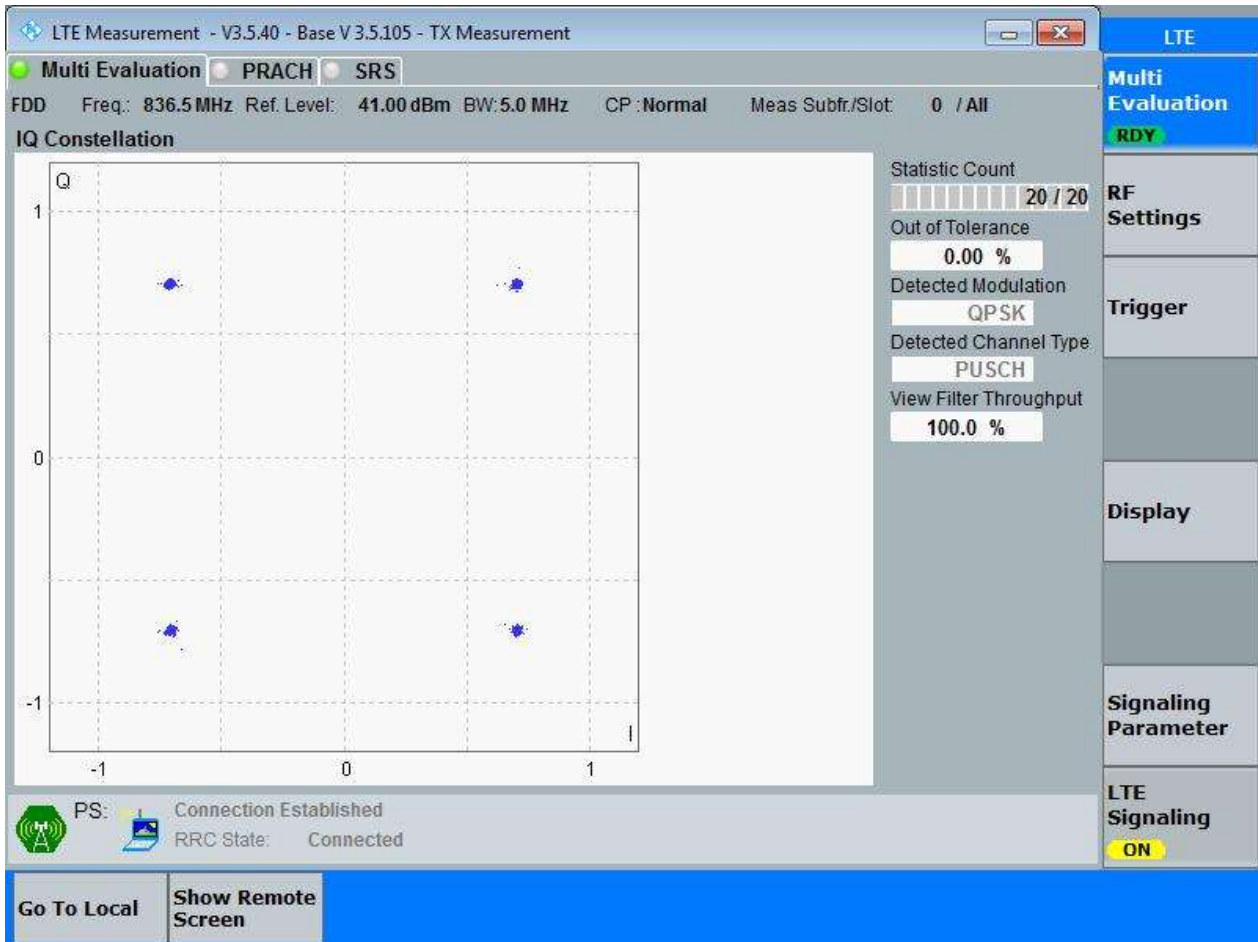 LTE Measurement - V3.5.40 - Base V 3.5.105 - TX Measurement
LTE
Multi Evaluation PRACH SRS
Multi
Evaluation
RDY
FDD Freq.: 836.5 MHz Ref. Level: 41.00 dBm BW: 5.0 MHz CP : Normal Meas Subfr./Slot: 0 / All
IQ Constellation
Q
1
0
-1
I
-1 0 1
Statistic Count
20 / 20
Out of Tolerance
0.00 %
Detected Modulation
QPSK
Detected Channel Type
PUSCH
View Filter Throughput
100.0 %
RF
Settings
Trigger
Display
Signaling
Parameter
LTE
Signaling
ON
PS: Connection Established
RRC State: Connected
Go To Local
Show Remote
Screen